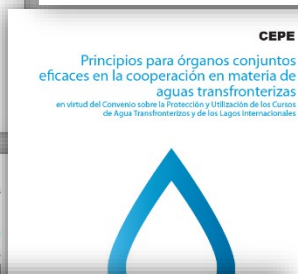 CEPE
Principios para órganos conjuntos
eficaces en la cooperación en materia de
aguas transfronterizas
en virtud del Convenio sobre la Protección y Utilización de los Cursos
de Agua Transfronterizos y de los Lagos Internacionales